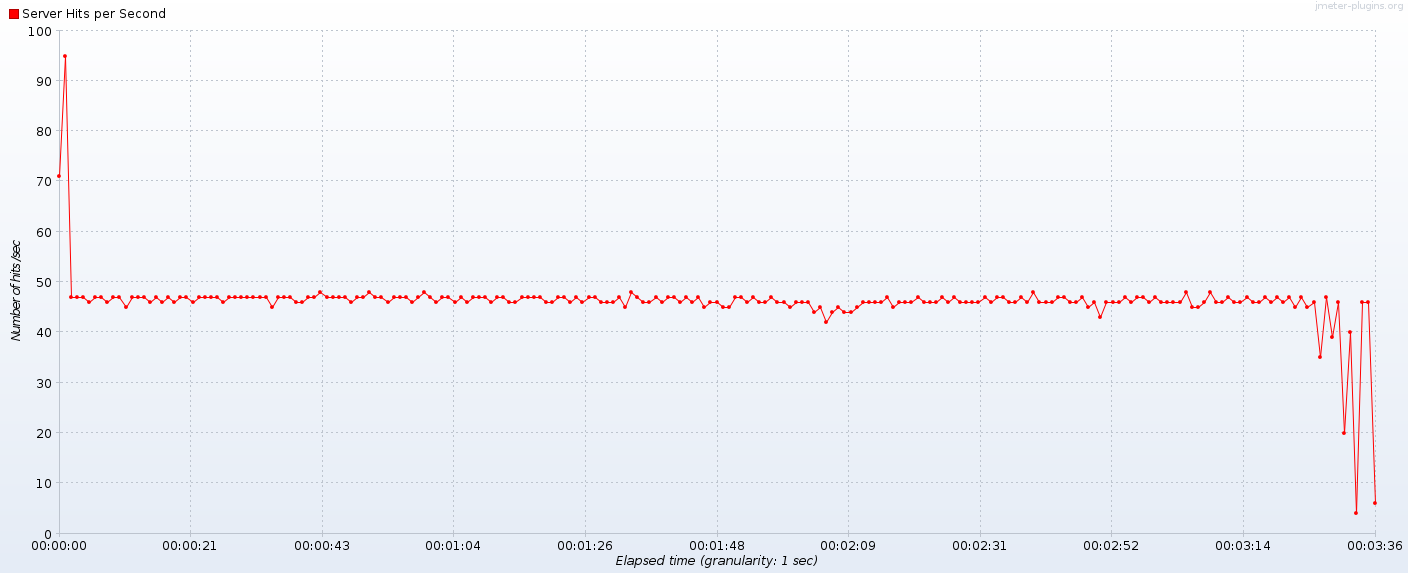 Server Hits per Second
jmeter-plugins.org
100
90
80
70
60
50
40
30
20
10
0
Number of hits /sec
00:00:00 00:00:21 00:00:43 00:01:04 00:01:26 00:01:48 00:02:09 00:02:31 00:02:52 00:03:14 00:03:36
Elapsed time (granularity: 1 sec)